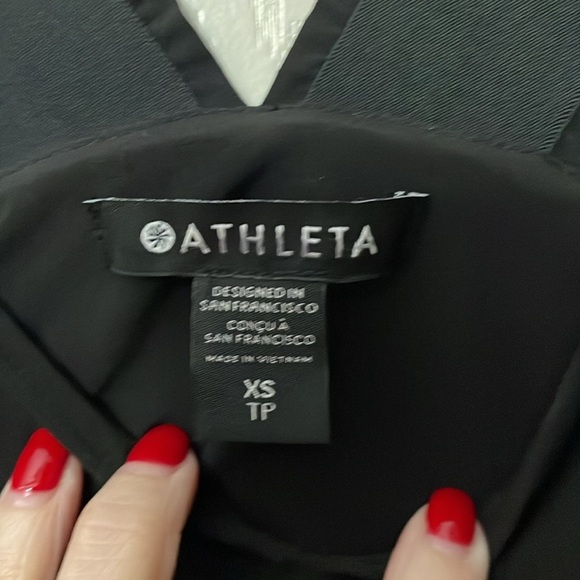 ATHLETA
DESIGNED IN
SAN FRANCISCO
CONÇU À
SAN FRANCISCO
MADE IN VIETNAM
XS
TP